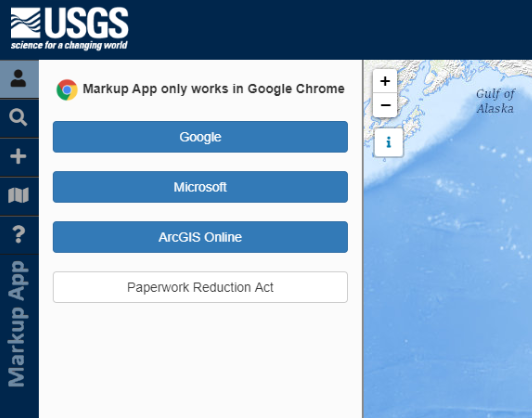 USGS
science for a changing world
Markup App only works in Google Chrome
Google
Microsoft
ArcGIS Online
Paperwork Reduction Act
?
Markup App
+
−
i
Gulf of
Alaska